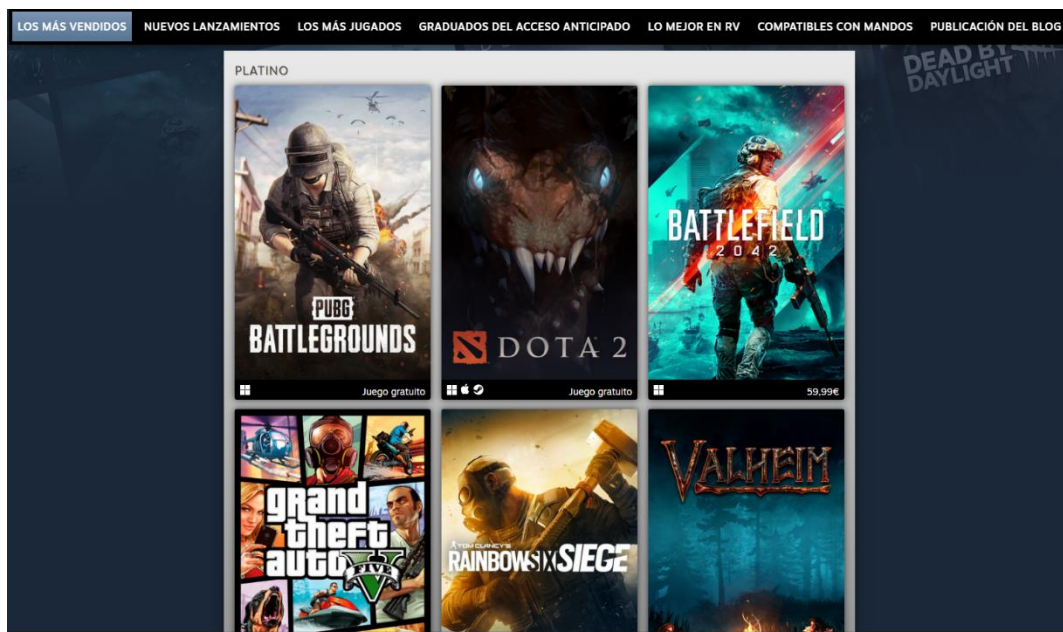 LOS MÁS VENDIDOS NUEVOS LANZAMIENTOS LOS MÁS JUGADOS GRADUADOS DEL ACCESO ANTICIPADO LO MEJOR EN RV COMPATIBLES CON MANDOS PUBLICACIÓN DEL BLOG
DEAD BY
DAYLIGHT
PLATINO
PUBG
BATTLEGROUNDS
Juego gratuito
DOTA 2
Juego gratuito
BATTLEFIELD
2042
59,99€
grand
theft
auto
V
FIVE
TOM CLANCY'S
RAINBOWSIX SIEGE
VALHEIM